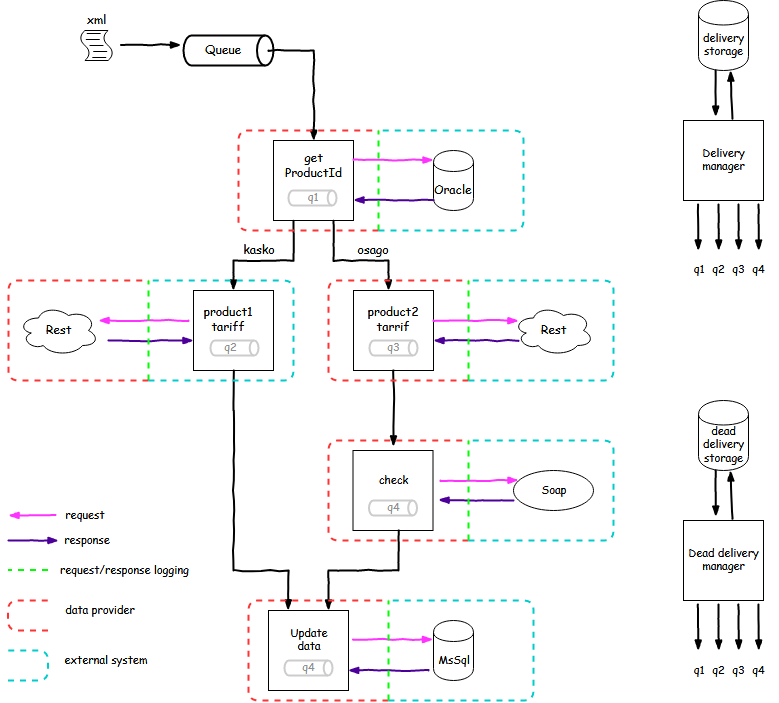 xml
Queue
delivery
storage
Delivery
manager
q1 q2 q3 q4
get
ProductId
q1
Oracle
kasko
osago
Rest
product1
tariff
q2
product2
tarrif
q3
Rest
check
q4
Soap
dead
delivery
storage
Dead delivery
manager
q1 q2 q3 q4
request
response
request/response logging
data provider
external system
Update
data
q4
MsSql